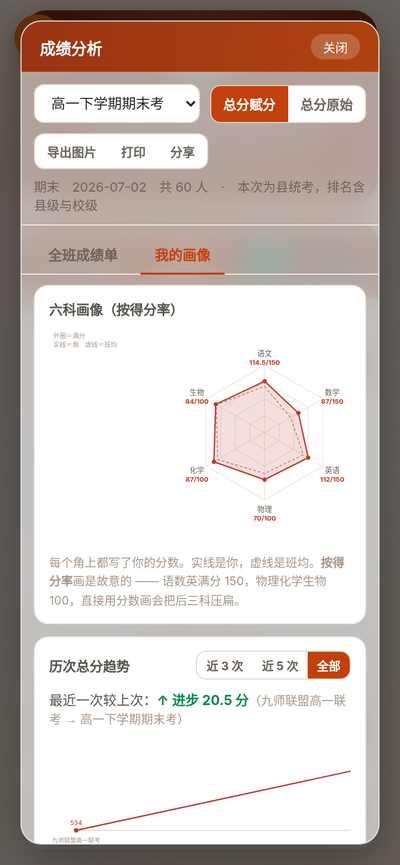 成绩分析
关闭
高一下学期期末考
总分赋分
总分原始
导出图片
打印
分享
期末 2026-07-02 共 60 人 · 本次为县统考，排名含
县级与校级
全班成绩单
我的画像
六科画像（按得分率）
外圈＝满分
实线＝您 虚线＝班均
语文
114.5/150
生物
84/100
数学
87/150
化学
87/100
英语
112/150
物理
70/100
每个角上都写了你的分数。实线是你，虚线是班均。按得
分率画是故意的 —— 语数英满分 150，物理化学生物
100，直接用分数画会把后三科压扁。
历次总分趋势
近 3 次
近 5 次
全部
最近一次较上次：↑ 进步 20.5 分（九师联盟高一联
考 → 高一下学期期末考）
534
九师联盟高一联考